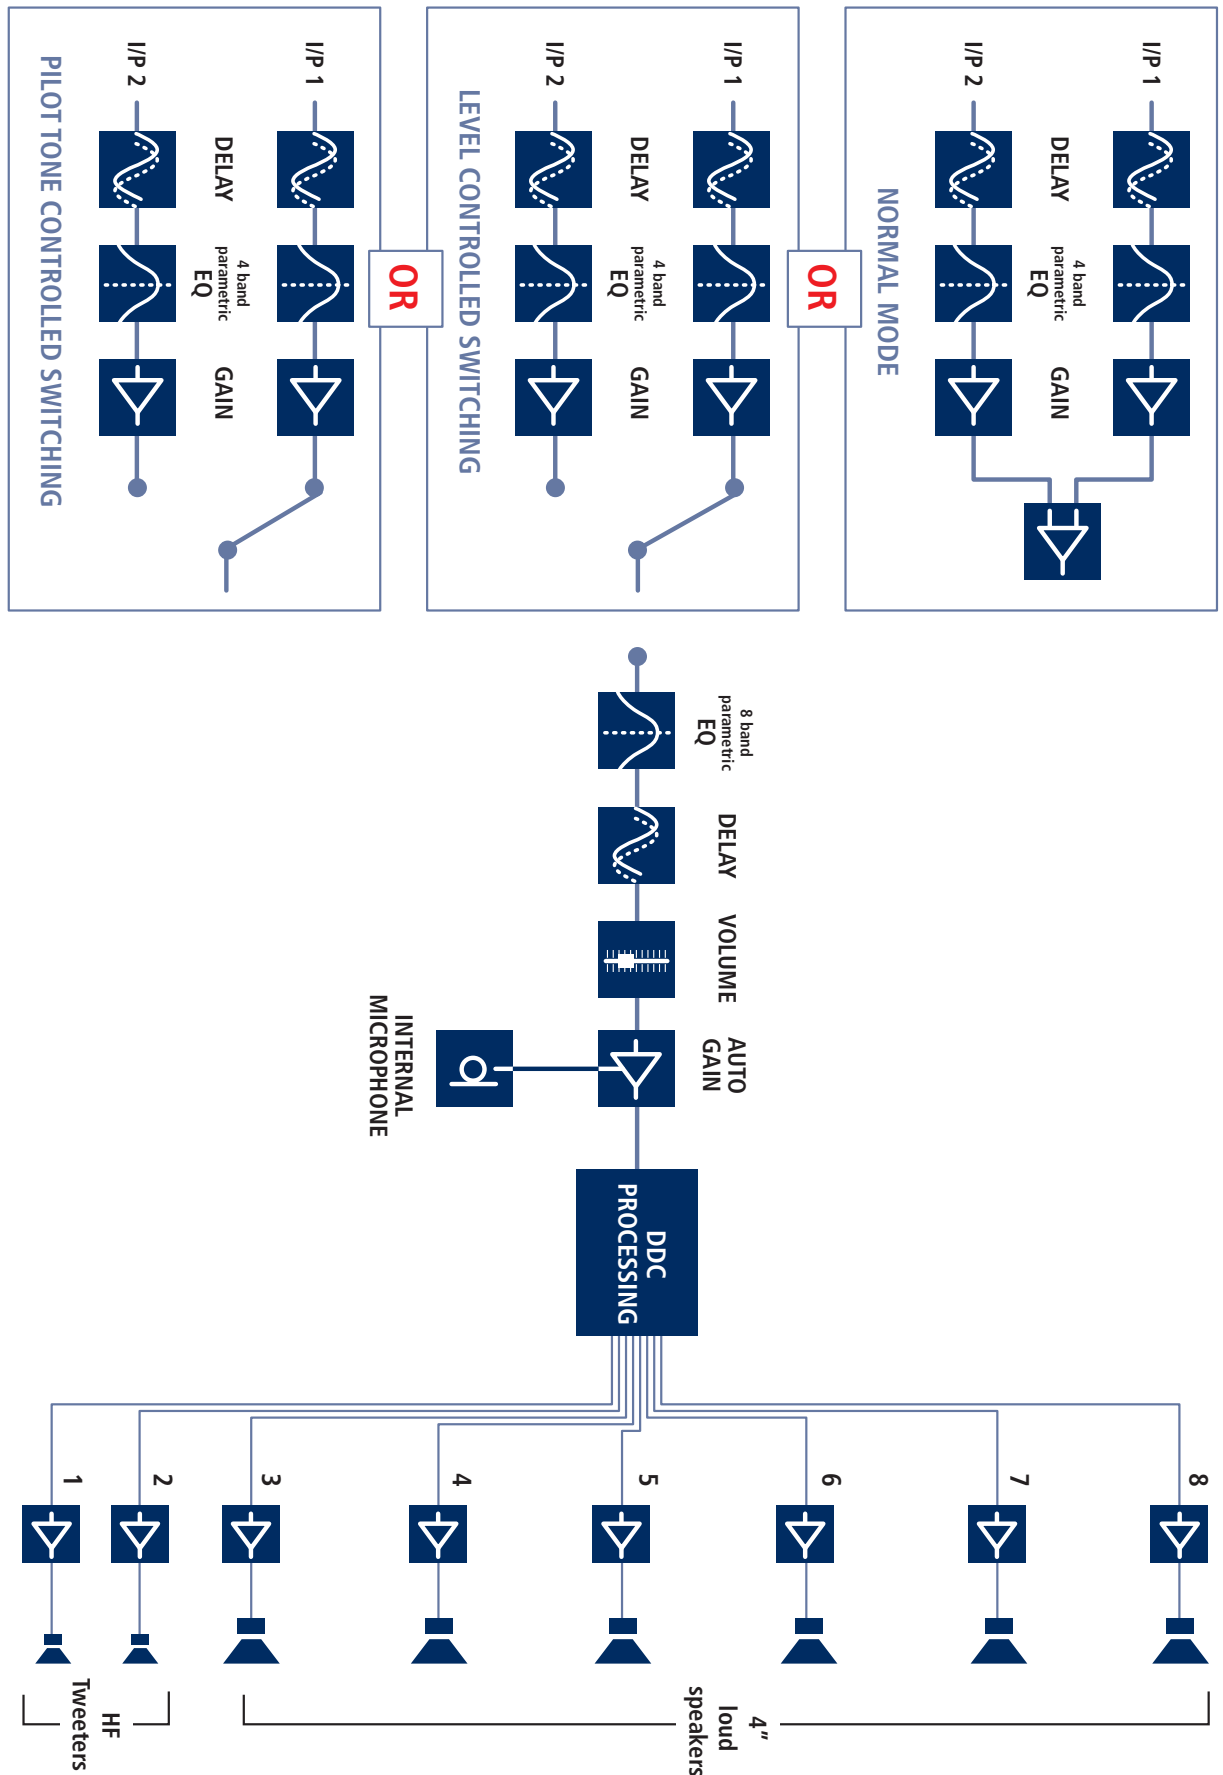 I/P 1
DELAY
4 band
parametric
EQ
GAIN
I/P 2
NORMAL MODE
OR
I/P 1
DELAY
4 band
parametric
EQ
GAIN
I/P 2
LEVEL CONTROLLED SWITCHING
OR
I/P 1
DELAY
4 band
parametric
EQ
GAIN
I/P 2
PILOT TONE CONTROLLED SWITCHING
8 band
parametric
EQ
DELAY
VOLUME
AUTO
GAIN
INTERNAL
MICROPHONE
DDC
PROCESSING
8
7
6
5
4
3
2
1
4”
loud
speakers
HF
Tweeters